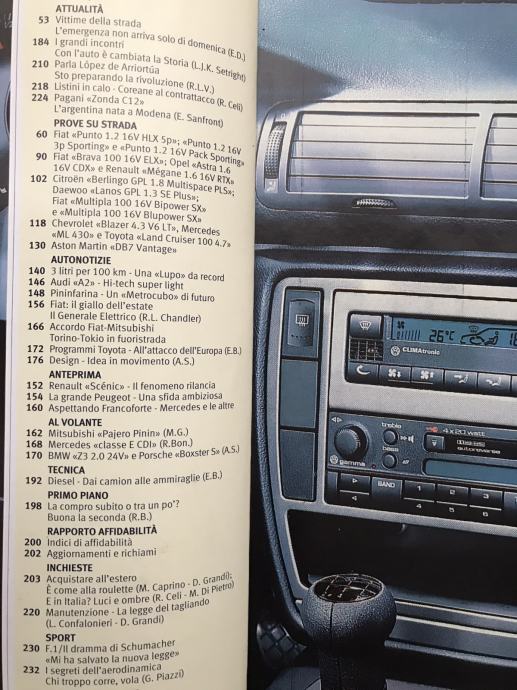 ATTUALITÀ
53 Vittime della strada
L'emergenza non arriva solo di domenica (E.D.)
184 I grandi incontri
Con l'auto è cambiata la Storia (L.J.K. Setright)
210 Parla López de Arriortúa
Sto preparando la rivoluzione (R.L.V.)
218 Listini in calo - Coreane al contrattacco (R. Celi)
224 Pagani «Zonda C12»
L'argentina nata a Modena (E. Sanfront)
PROVE SU STRADA
60 Fiat «Punto 1.2 16V HLX 5p»; «Punto 1.2 16V
3p Sporting» e «Punto 1.2 16V Pack Sporting»
90 Fiat «Brava 100 16V ELX»; Opel «Astra 1.6
16V CDX» e Renault «Mégane 1.6 16V RTX»
102 Citroën «Berlingo GPL 1.8 Multispace PLS»;
Daewoo «Lanos GPL 1.3 SE Plus»;
Fiat «Multipla 100 16V Bipower SX»
e «Multipla 100 16V Blupower SX»
118 Chevrolet «Blazer 4.3 V6 LT», Mercedes
«ML 430» e Toyota «Land Cruiser 100 4.7»
130 Aston Martin «DB7 Vantage»
AUTONOTIZIE
140 3 litri per 100 km - Una «Lupo» da record
146 Audi «A2» - Hi-tech super light
148 Pininfarina - Un «Metrocubo» di futuro
156 Fiat: il giallo dell'estate
Il Generale Elettrico (R.L. Chandler)
166 Accordo Fiat-Mitsubishi
Torino-Tokio in fuoristrada
172 Programmi Toyota - All'attacco dell'Europa (E.B.)
176 Design - Idea in movimento (A.S.)
ANTEPRIMA
152 Renault «Scénic» - Il fenomeno rilancia
154 La grande Peugeot - Una sfida ambiziosa
160 Aspettando Francoforte - Mercedes e le altre
AL VOLANTE
162 Mitsubishi «Pajero Pinin» (M.G.)
168 Mercedes «classe E CDI» (R.Bon.)
170 BMW «Z3 2.0 24V» e Porsche «Boxster S» (A.S.)
TECNICA
192 Diesel - Dai camion alle ammiraglie (E.B.)
PRIMO PIANO
198 La compro subito o tra un po'?
Buona la seconda (R.B.)
RAPPORTO AFFIDABILITÀ
200 Indici di affidabilità
202 Aggiornamenti e richiami
INCHIESTE
203 Acquistare all'estero
È come alla roulette (M. Caprino - D. Grandi);
E in Italia? Luci e ombre (R. Celi - M. Di Pietro)
220 Manutenzione - La legge del tagliando
(L. Confalonieri - D. Grandi)
SPORT
230 F.1/Il dramma di Schumacher
«Mi ha salvato la nuova legge»
232 I segreti dell'aerodinamica
Chi troppo corre, vola (G. Piazzi)
26°C
CLIMAtronic
treble
4 x 20 watt
autoreverse
bass
gamma
BAND
1 2 3
4 5 6